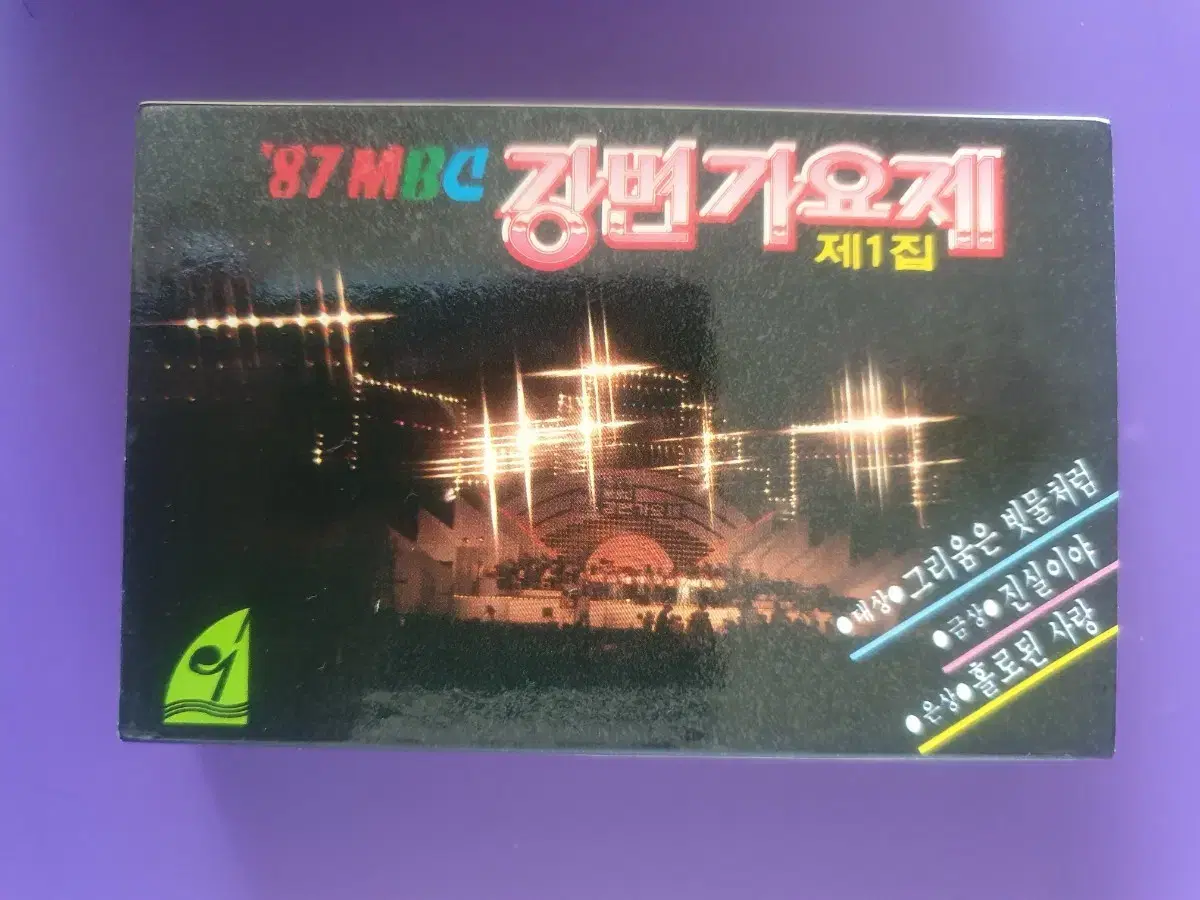 '87 MBC 강변가요제
제1집
●대상●그리움은 빗물처럼
●금상●진실이야
●은상●홀로된 사랑